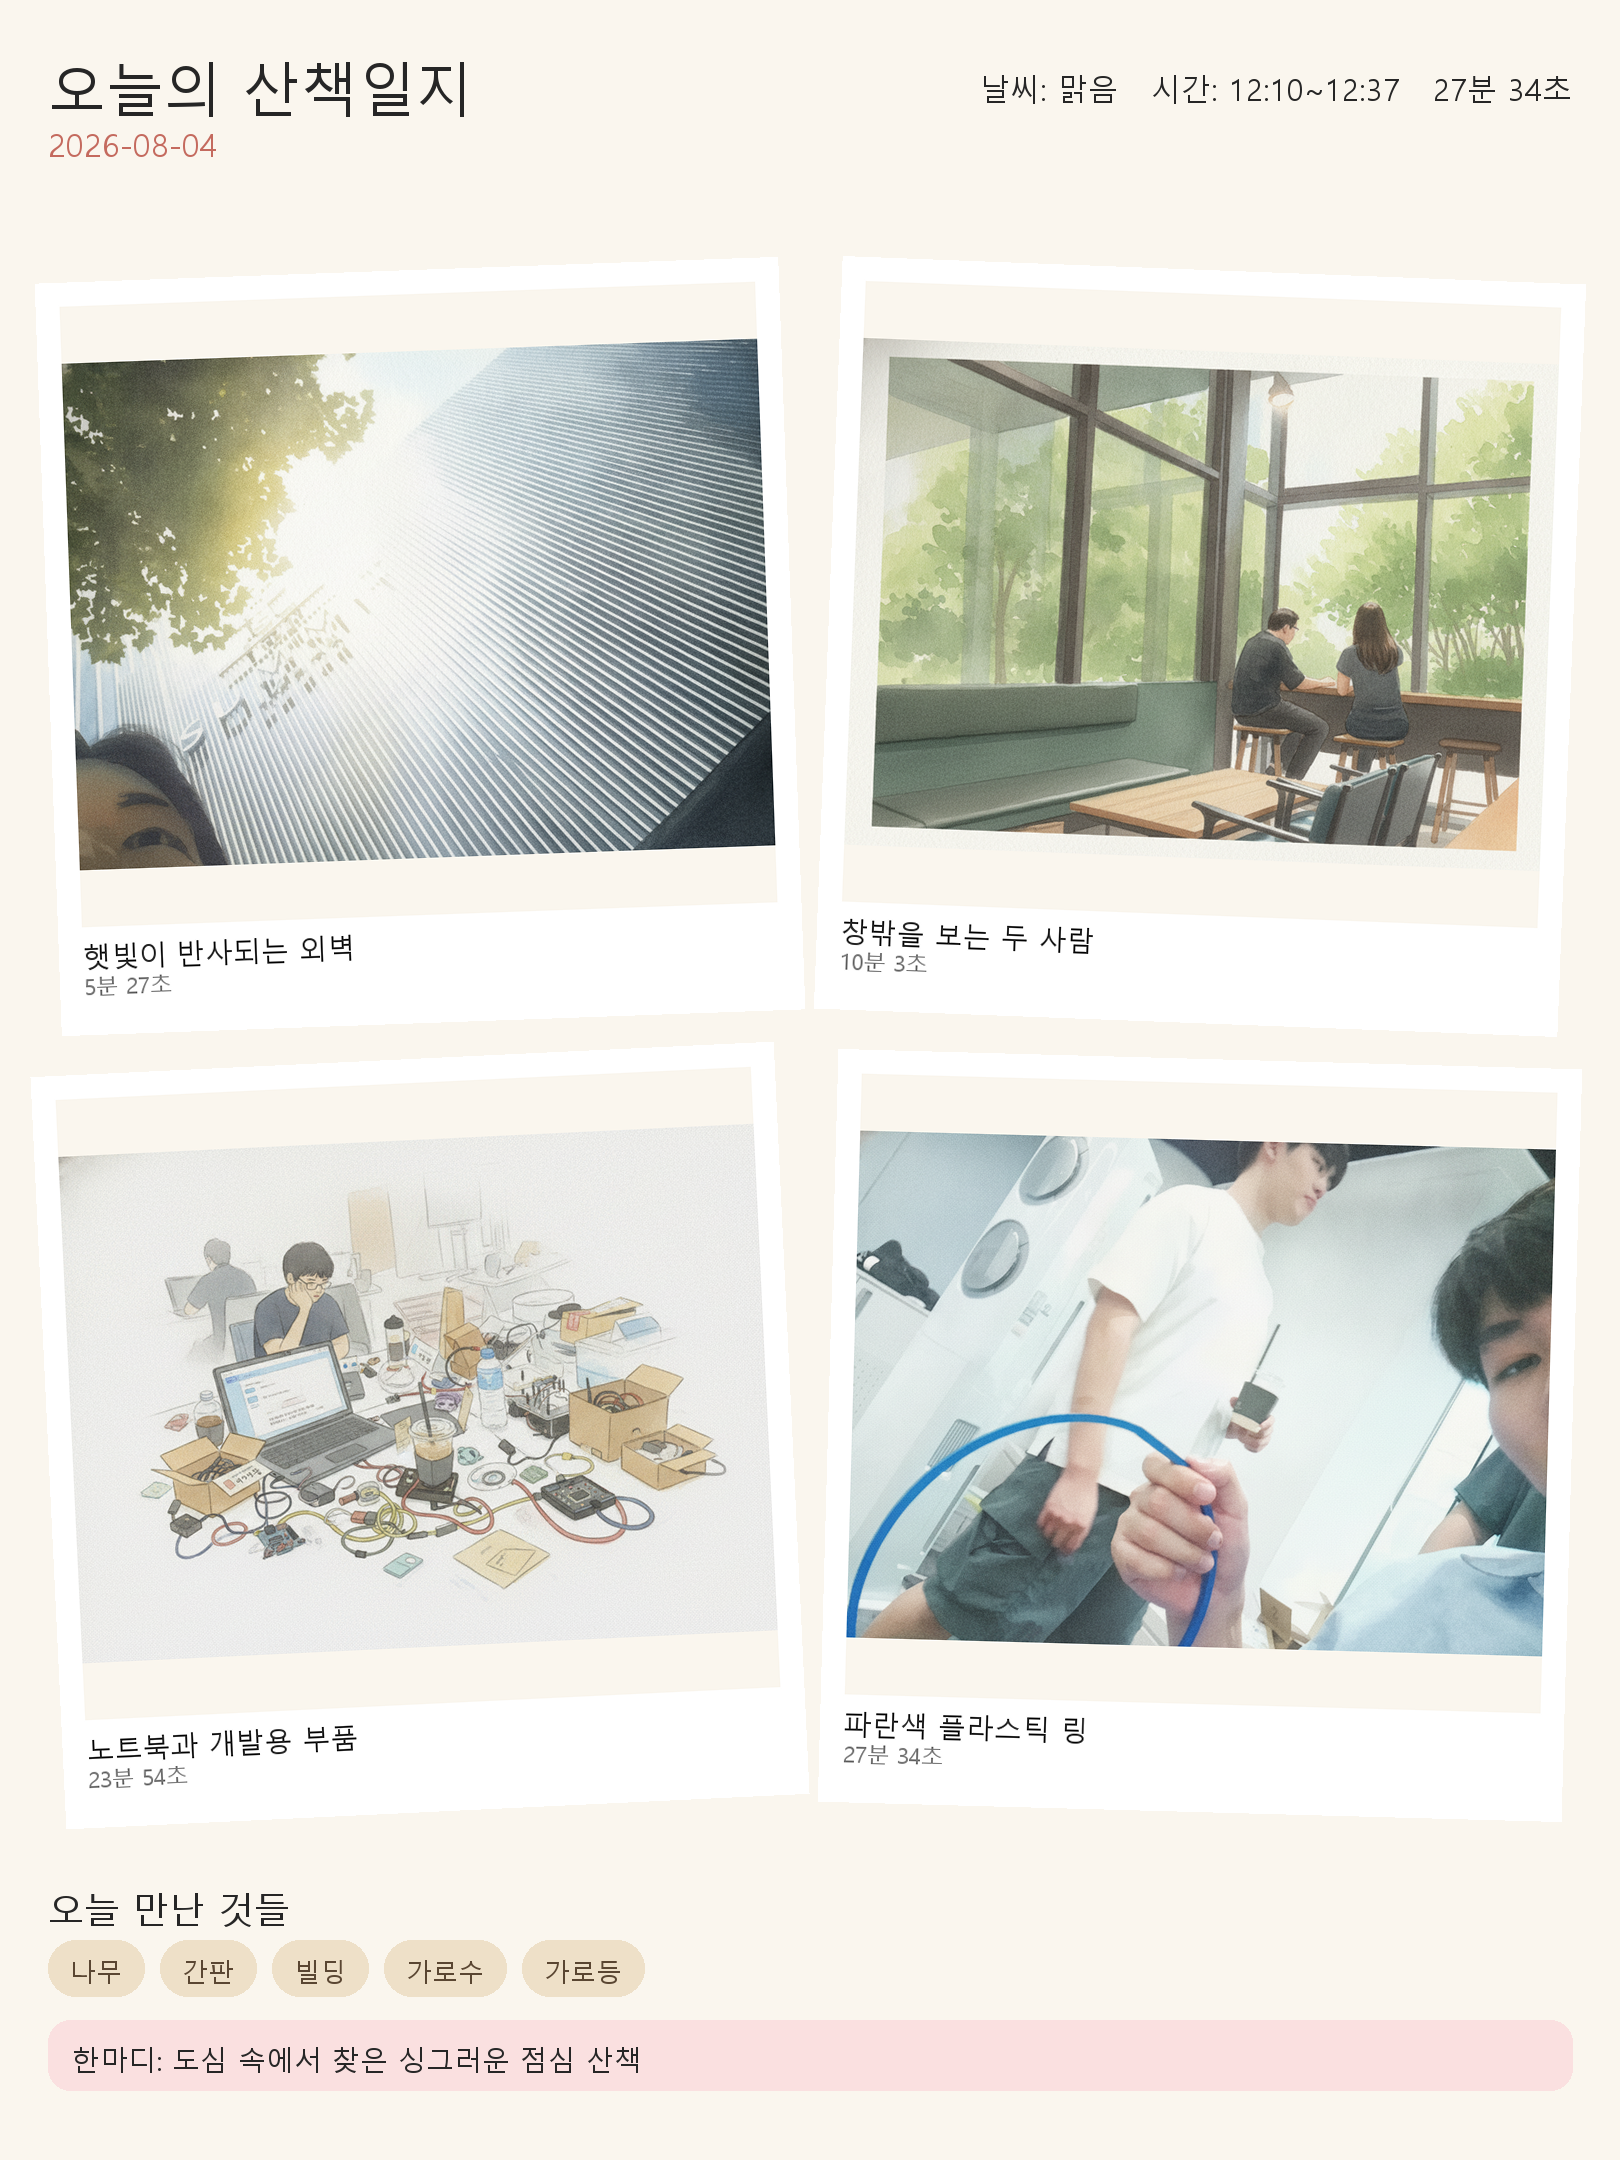 오늘의 산책일지
2026-08-04
날씨: 맑음 시간: 12:10~12:37 27분 34초
햇빛이 반사되는 외벽
5분 27초
창밖을 보는 두 사람
10분 3초
노트북과 개발용 부품
23분 54초
파란색 플라스틱 링
27분 34초
오늘 만난 것들
나무 간판 빌딩 가로수 가로등
한마디: 도심 속에서 찾은 싱그러운 점심 산책